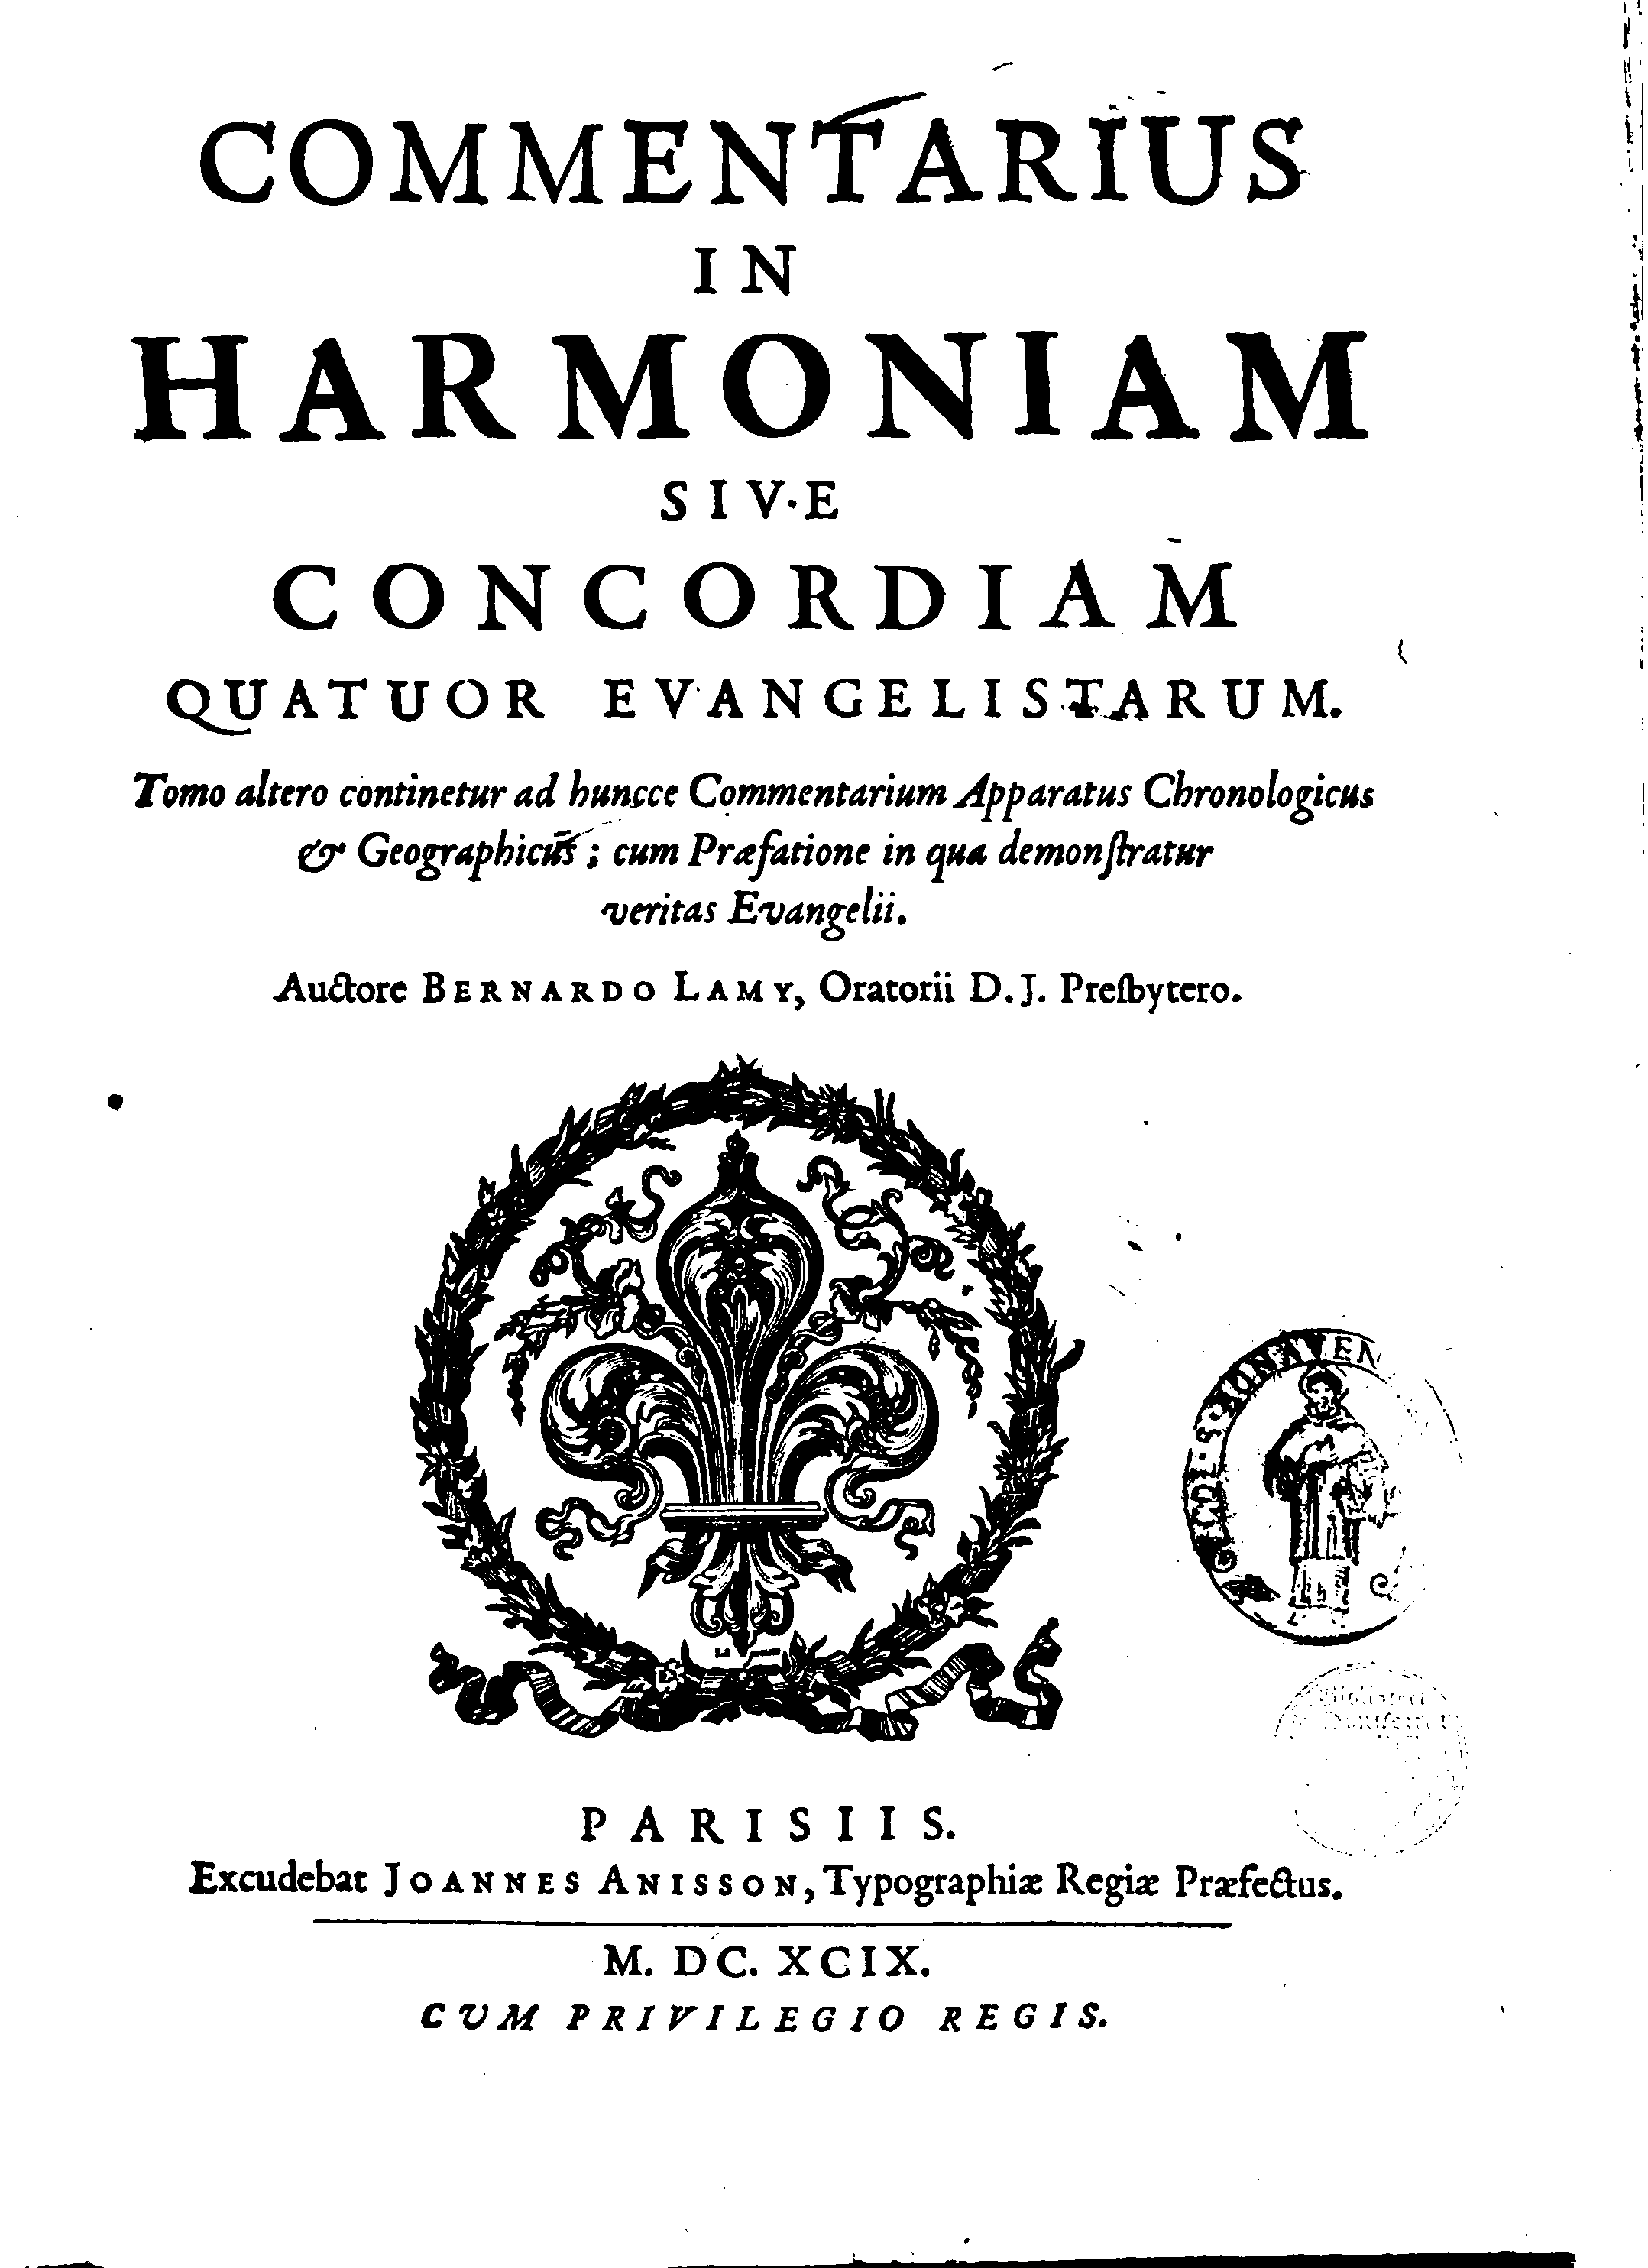 COMMENTARIUS
IN
HARMONIAM
SIVE
CONCORDIAM
QUATUOR EVANGELISTARUM.
Tomo altero continetur ad huncce Commentarium Apparatus Chronologicus
& Geographicus ; cum Præfatione in qua demonſtratur
veritas Evangelii.
Auctore BERNARDO LAMY, Oratorii D. J. Preſbytero.
PARISIIS.
Excudebat JOANNES ANISSON, Typographiæ Regiæ Præfectus.
M. DC. XCIX.
CUM PRIVILEGIO REGIS.